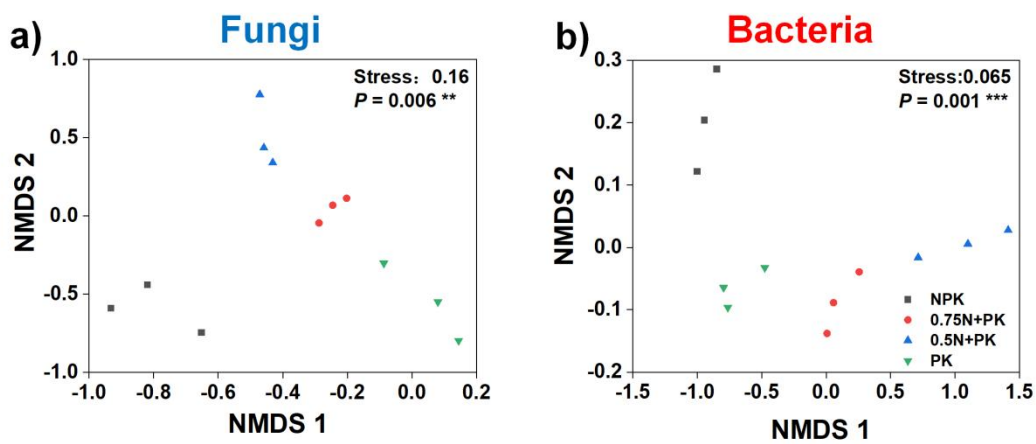 a)
Fungi
Stress： 0.16
P = 0.006 **
1.0
0.5
0.0
-0.5
-1.0
NMDS 2
-1.0 -0.8 -0.6 -0.4 -0.2 0.0 0.2
NMDS 1
b)
Bacteria
Stress:0.065
P = 0.001 ***
0.3
0.2
0.1
0.0
-0.1
-0.2
NMDS 2
NPK
0.75N+PK
0.5N+PK
PK
-1.5 -1.0 -0.5 0.0 0.5 1.0 1.5
NMDS 1